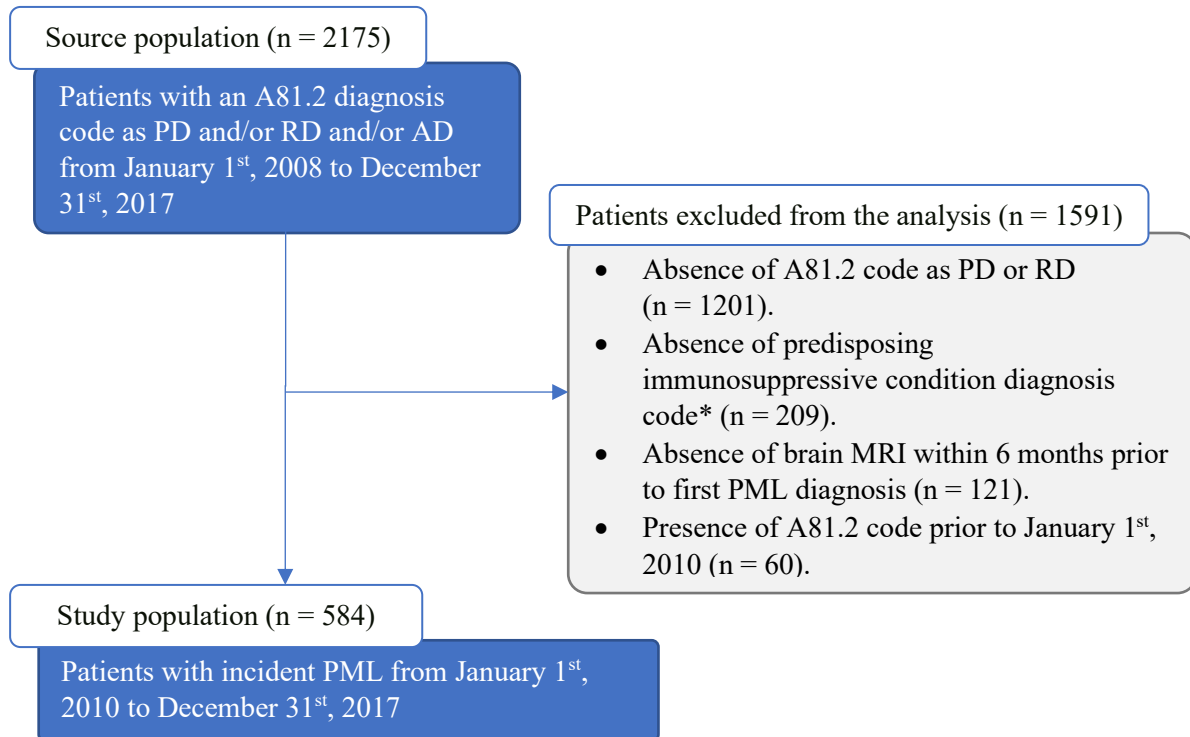 Source population (n = 2175)
Patients with an A81.2 diagnosis
code as PD and/or RD and/or AD
from January 1st, 2008 to December
31st, 2017
Patients excluded from the analysis (n = 1591)
• Absence of A81.2 code as PD or RD
(n = 1201).
• Absence of predisposing
immunosuppressive condition diagnosis
code* (n = 209).
• Absence of brain MRI within 6 months prior
to first PML diagnosis (n = 121).
• Presence of A81.2 code prior to January 1st,
2010 (n = 60).
Study population (n = 584)
Patients with incident PML from January 1st,
2010 to December 31st, 2017